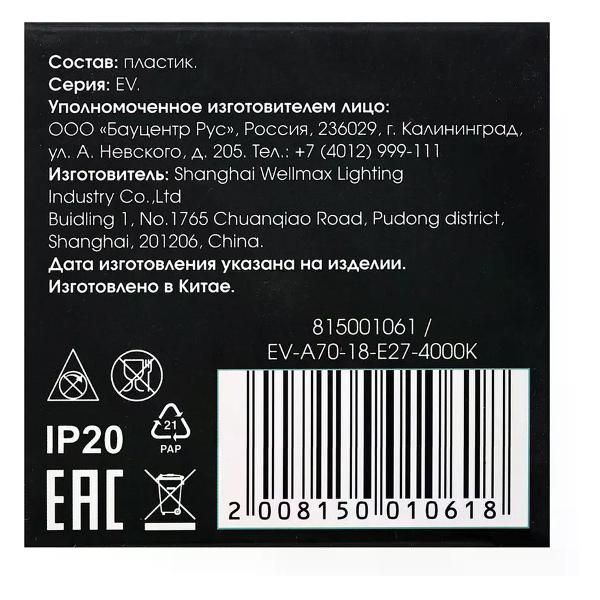 Состав: пластик.
Серия: EV.
Уполномоченное изготовителем лицо:
ООО «Бауцентр Рус», Россия, 236029, г. Калининград,
ул. А. Невского, д. 205. Тел.: +7 (4012) 999-111
Изготовитель: Shanghai Wellmax Lighting
Industry Co.,Ltd
Buidling 1, No.1765 Chuanqiao Road, Pudong district,
Shanghai, 201206, China.
Дата изготовления указана на изделии.
Изготовлено в Китае.
815001061 /
EV-A70-18-E27-4000K
21
PAP
IP20
EAC
2 008150 010618